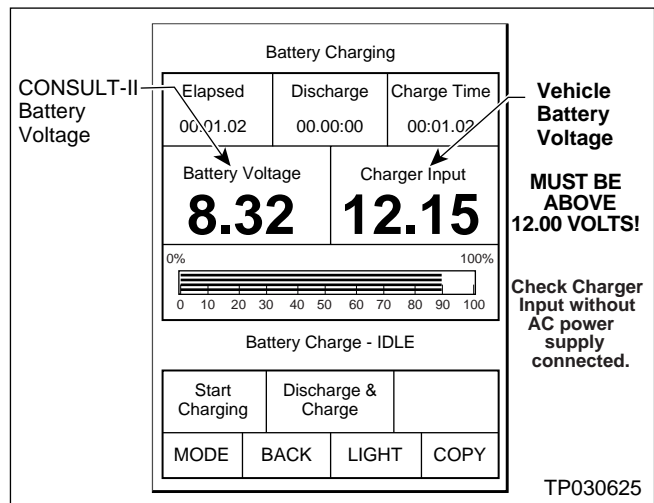 Battery Charging
CONSULT-II
Battery
Voltage
Elapsed
00:01.02
Discharge
00.00:00
Charge Time
00:01.02
Vehicle
Battery
Voltage
MUST BE
ABOVE
12.00 VOLTS!
Battery Voltage
8.32
Charger Input
12.15
0% 100%
0 10 20 30 40 50 60 70 80 90 100
Check Charger
Input without
AC power
supply
connected.
Battery Charge - IDLE
Start
Charging
Discharge &
Charge
MODE BACK LIGHT COPY
TP030625